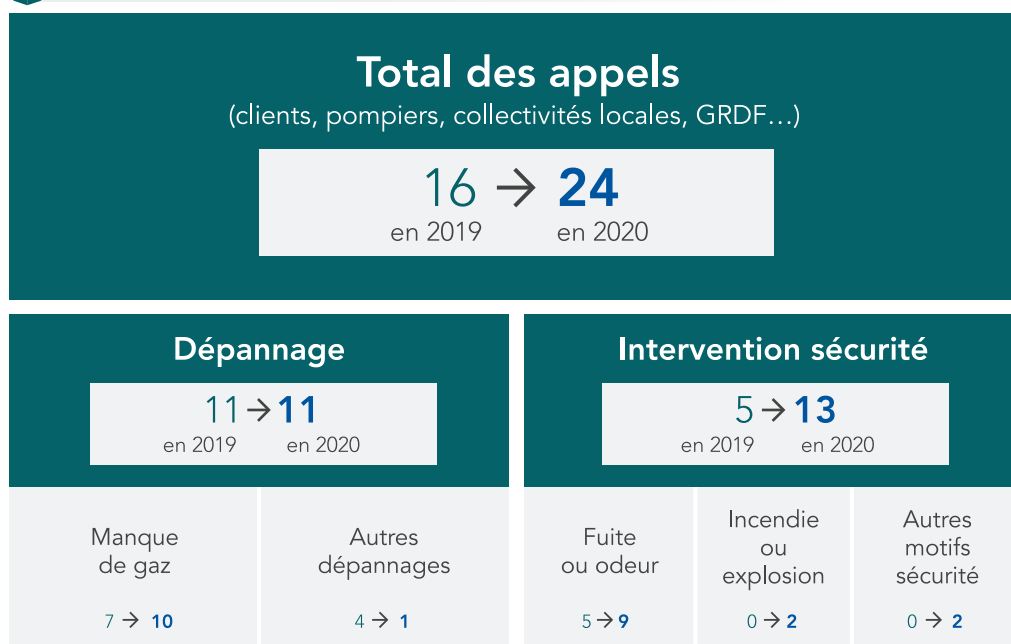 Total des appels
(clients, pompiers, collectivités locales, GRDF...)
16 → 24
en 2019 en 2020
Dépannage
11 → 11
en 2019 en 2020
Manque
de gaz
7 → 10
Autres
dépannages
4 → 1
Intervention sécurité
5 → 13
en 2019 en 2020
Fuite
ou odeur
5 → 9
Incendie
ou
explosion
0 → 2
Autres
motifs
sécurité
0 → 2